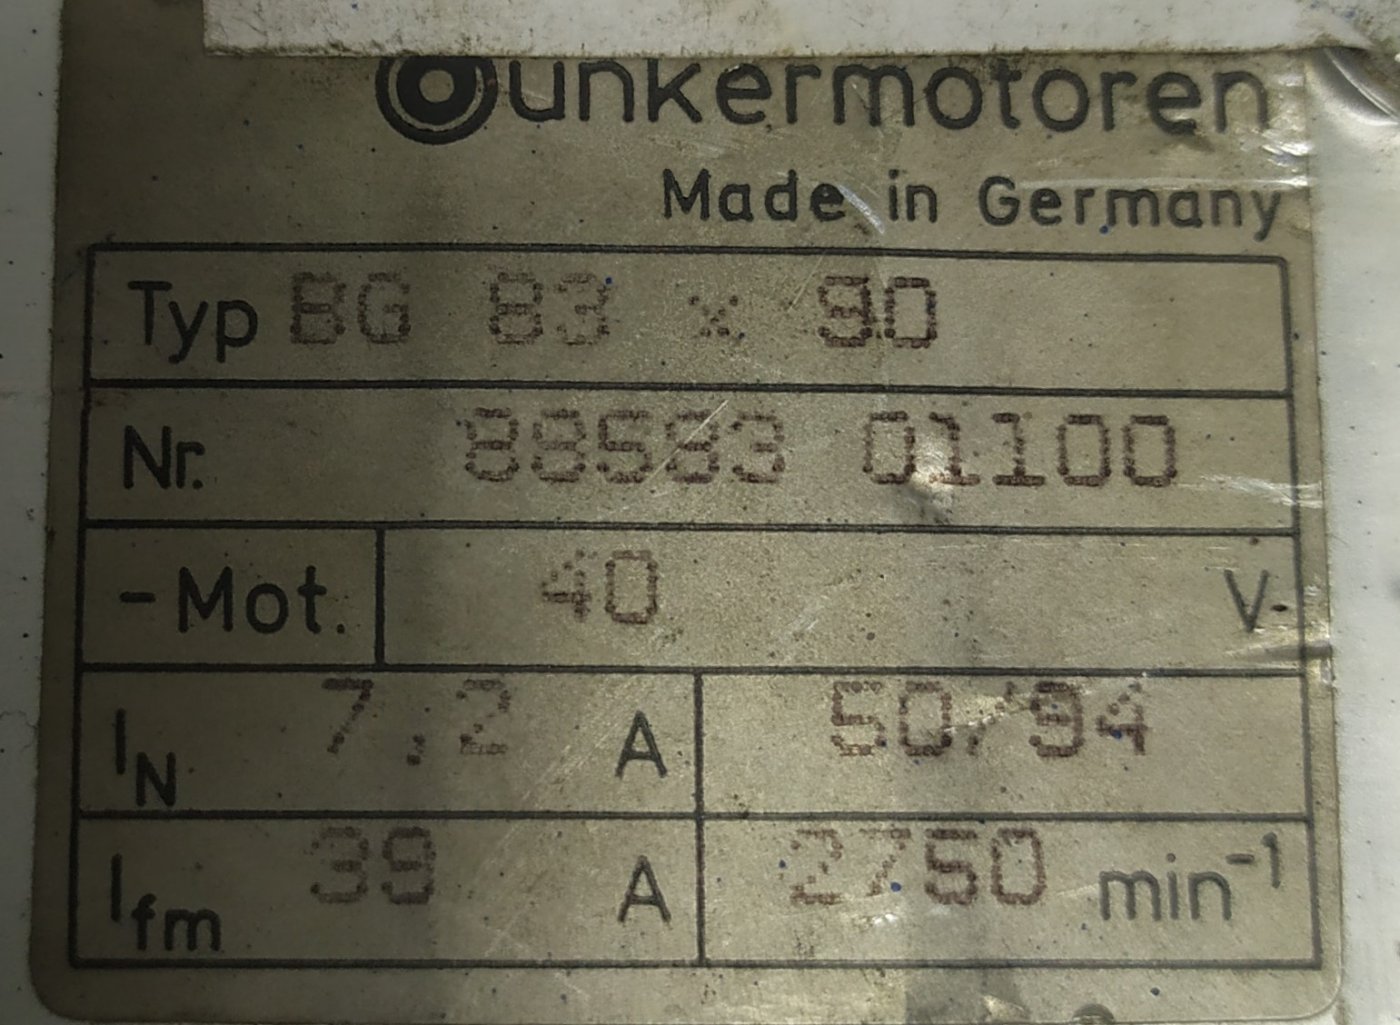 Dunkermotoren
Made in Germany
Typ BG 83 x 90
Nr. 88583 01100
-Mot. 40 V-
IN 7,2 A 50/94
Ifm 39 A 2750 min-1